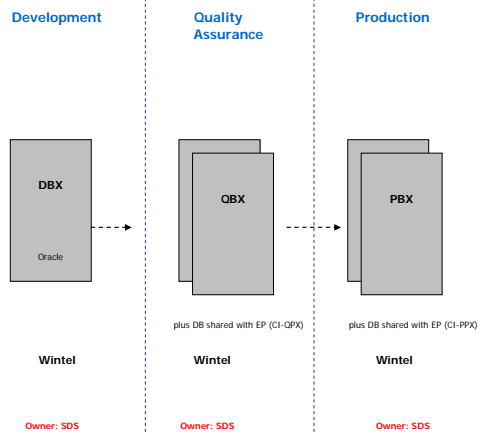 Development
Quality
Assurance
Production
DBX
QBX
PBX
Oracle
plus DB shared with EP (CI-QPX)
plus DB shared with EP (CI-PPX)
Wintel
Wintel
Wintel
Owner: SDS
Owner: SDS
Owner: SDS